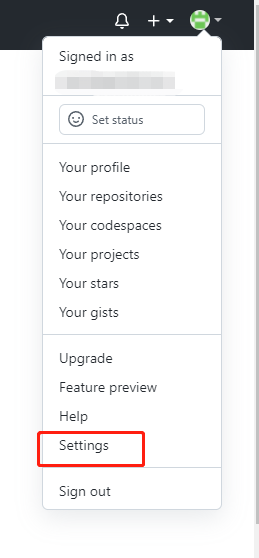 Signed in as
Set status
Your profile
Your repositories
Your codespaces
Your projects
Your stars
Your gists
Upgrade
Feature preview
Help
Settings
Sign out